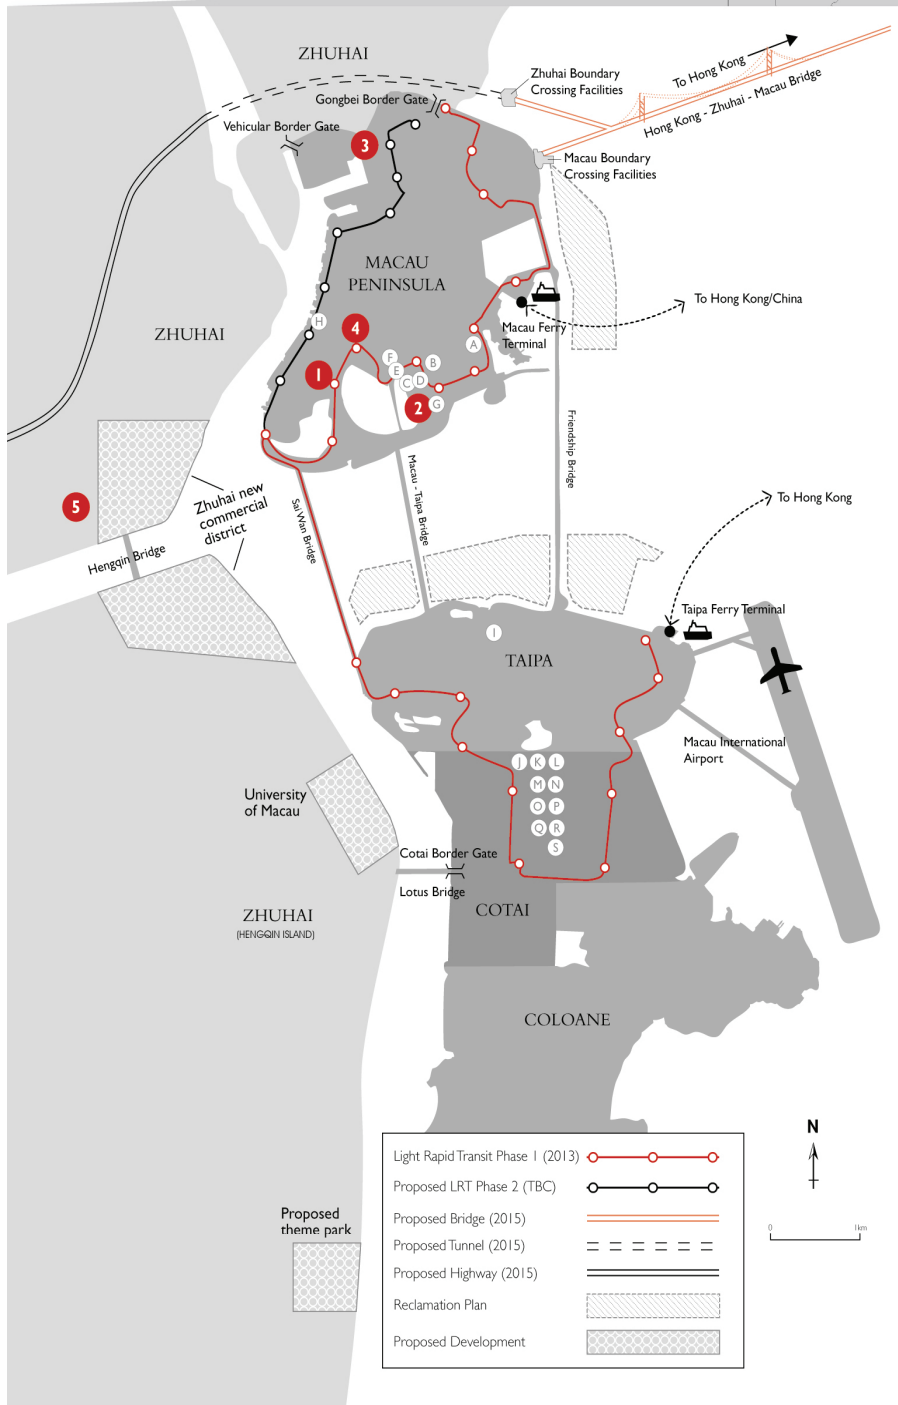 ZHUHAI
To Hong Kong
Zhuhai Boundary
Crossing Facilities
Gongbei Border Gate
Hong Kong - Zhuhai - Macau Bridge
Vehicular Border Gate
3
Macau Boundary
Crossing Facilities
MACAU
PENINSULA
To Hong Kong/China
H
ZHUHAI
4
Macau Ferry
Terminal
A
F
B
E
1
C
D
2
G
Friendship Bridge
Macau - Taipa Bridge
5
Zhuhai new
commercial
district
Sai Wan Bridge
To Hong Kong
Hengqin Bridge
Taipa Ferry Terminal
I
TAIPA
Macau International
Airport
J
K
L
M
N
O
P
Q
R
S
University
of Macau
Cotai Border Gate
Lotus Bridge
COTAI
ZHUHAI
(HENGQIN ISLAND)
COLOANE
N
Light Rapid Transit Phase 1 (2013)
Proposed LRT Phase 2 (TBC)
Proposed Bridge (2015)
Proposed Tunnel (2015)
Proposed Highway (2015)
Reclamation Plan
Proposed Development
Proposed
theme park
0
1km